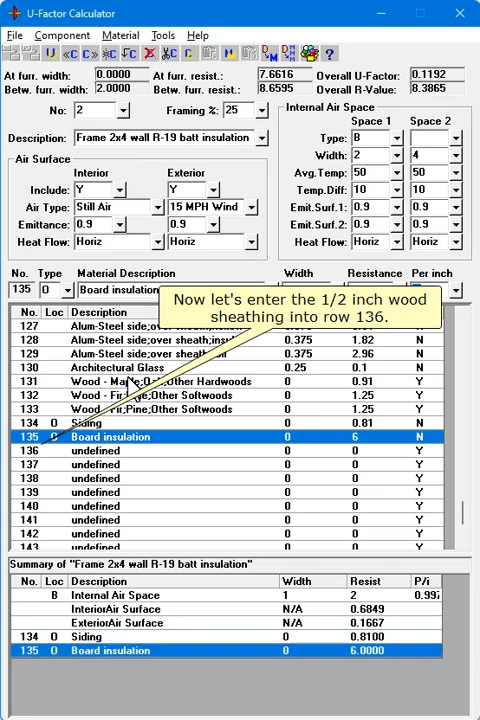 U-Factor Calculator
File Component Material Tools Help
At furr. width: 0.0000 At furr. resist.: 7.6616 Overall U-Factor: 0.1192
Betw. furr. width: 2.0000 Betw. furr. resist.: 8.6595 Overall R-Value: 8.3865
No: 2 Framing %: 25
Description: Frame 2x4 wall R-19 batt insulation
Internal Air Space
Space 1 Space 2
Type: B
Width: 2 4
Avg.Temp: 50 50
Temp.Diff: 10 10
Emit.Surf.1: 0.9 0.9
Emit.Surf.2: 0.9 0.9
Heat Flow: Horiz Horiz
Air Surface
Interior Exterior
Include: Y Y
Air Type: Still Air 15 MPH Wind
Emittance: 0.9 0.9
Heat Flow: Horiz Horiz
No. Type Material Description Width Resistance Per inch
135 O Board insulation
Now let's enter the 1/2 inch wood
sheathing into row 136.
No. Loc Description
127 Alum-Steel side;over N
128 Alum-Steel side;over sheath;insul 0.375 1.82 N
129 Alum-Steel side;over 0.375 2.96 N
130 Architectural Glass 0.25 0.1 N
131 Wood - Maple;Oak;Other Hardwoods 0 0.91 Y
132 Wood - Fir;Pine;Other Softwoods 0 1.25 Y
133 Wood - Fir;Pine;Other Softwoods 0 1.25 Y
134 O Siding 0 0.81 N
135 O Board insulation 0 6 N
136 undefined 0 0 Y
137 undefined 0 0 Y
138 undefined 0 0 Y
139 undefined 0 0 Y
140 undefined 0 0 Y
141 undefined 0 0 Y
142 undefined 0 0 Y
143 undefined 0 0 Y
Summary of "Frame 2x4 wall R-19 batt insulation"
No. Loc Description Width Resist P/i
B Internal Air Space 1 2
InteriorAir Surface N/A 0.6849
ExteriorAir Surface N/A 0.1667
134 O Siding 0 0.8100
135 O Board insulation 0 6.0000